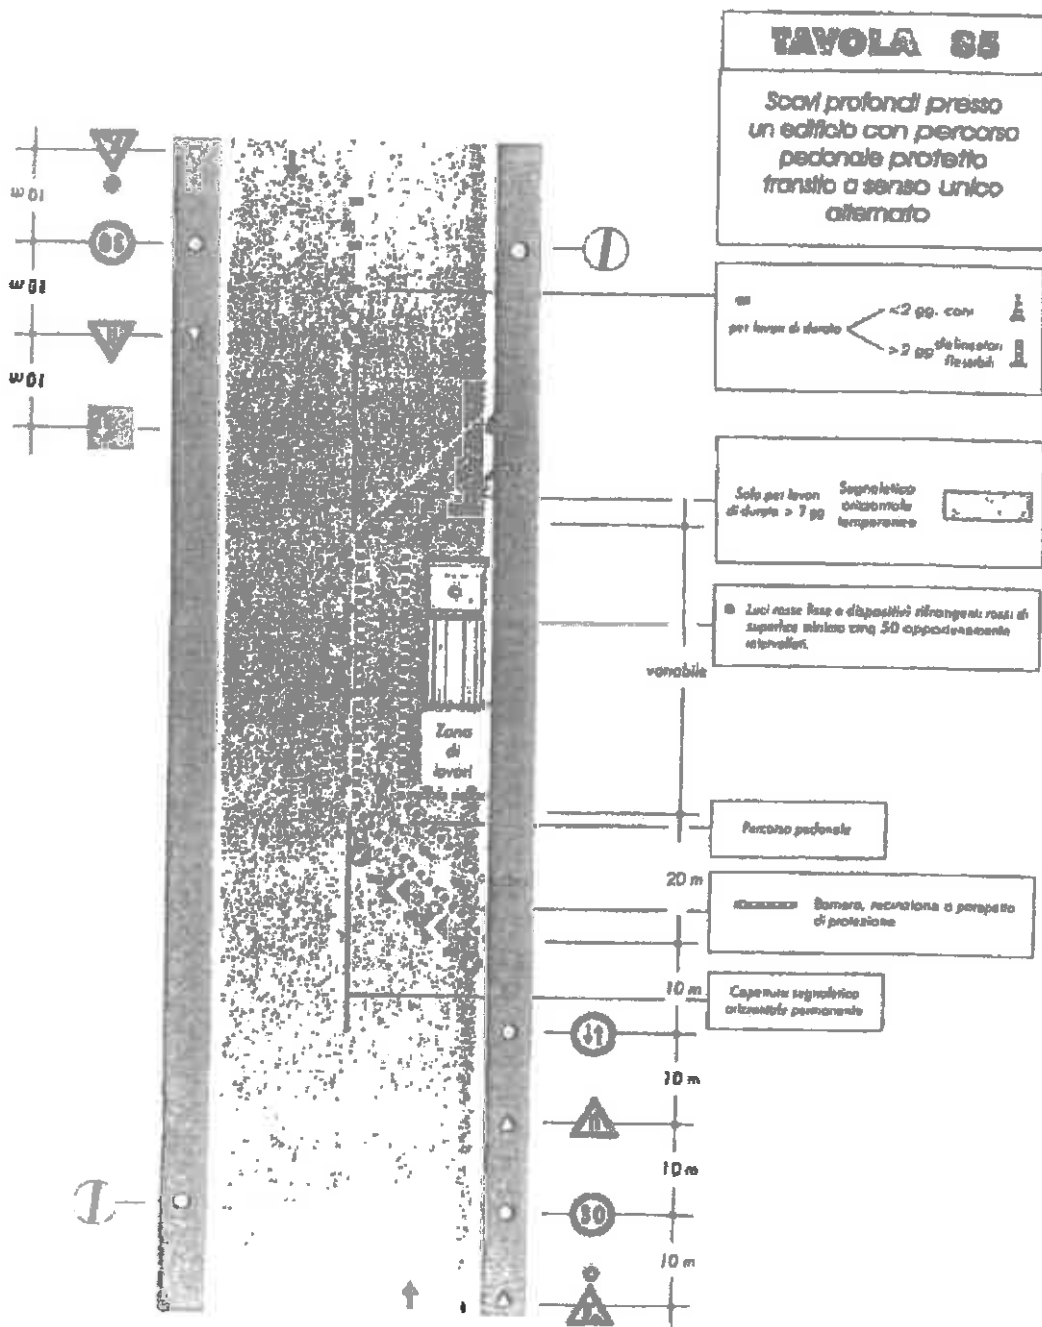 TAVOLA 85
Scavi profondi presso
un edificio con percorso
pedonale protetto
transito a senso unico
alternato
10 m
30
10 m
10 m
per lavori di durata
<2 gg. coni
>2 gg delineatori
flessibili
Solo per lavori
di durata > 7 gg
Segnaletica
orizzontale
temporanea
Luci rosse fisse e dispositivi rifrangenti rossi di
superficie minima cmq 50 opportunamente
intervallati.
variabile
Zona
di
lavori
Percorso pedonale
20 m
Barriera, recinzione o parapetto
di protezione
10 m
Copertura segnaletica
orizzontale permanente
10 m
10 m
30
10 m